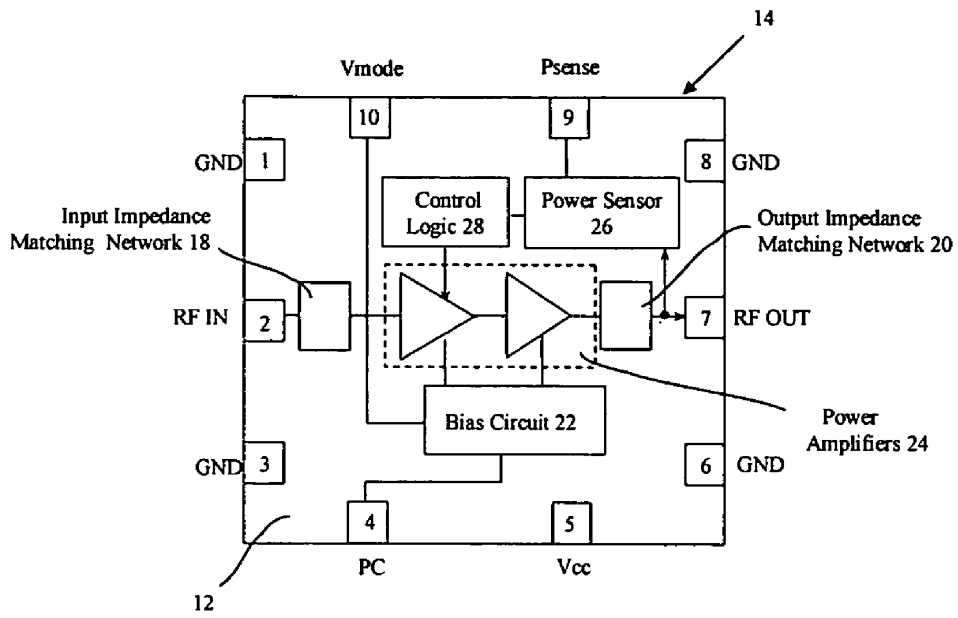 14
Vmode
Psense
10
9
GND
1
8
GND
Input Impedance
Matching Network 18
Control
Logic 28
Power Sensor
26
Output Impedance
Matching Network 20
RF IN
2
7
RF OUT
Bias Circuit 22
Power
Amplifiers 24
GND
3
6
GND
4
5
PC
Vcc
12